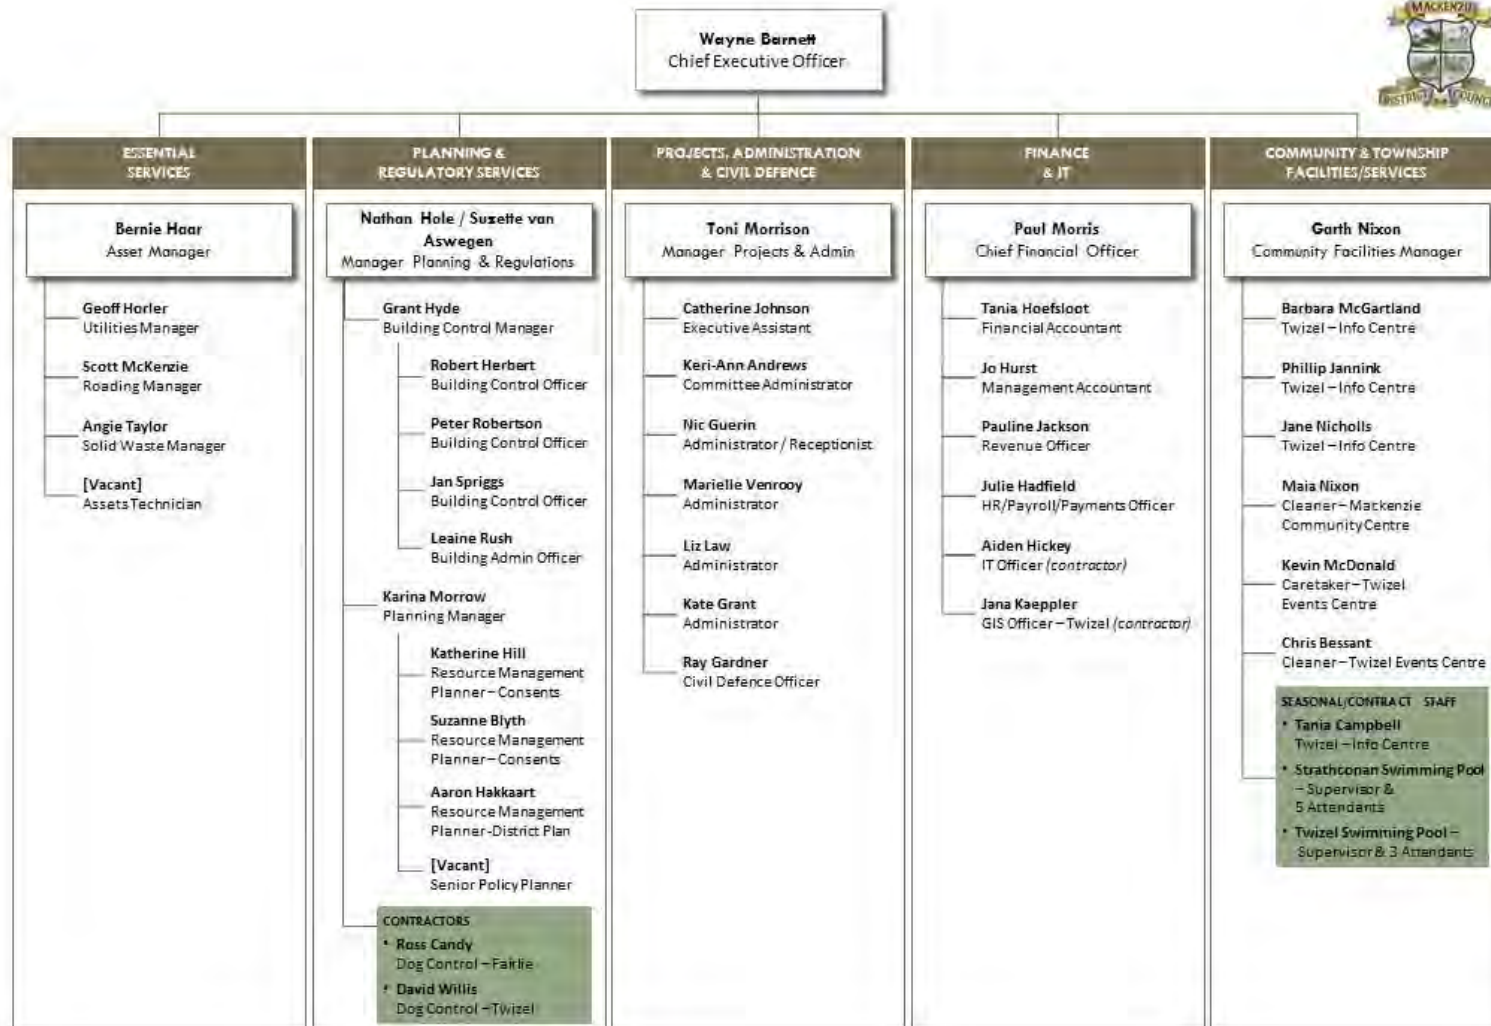 Wayne Barnett
Chief Executive Officer
MACKENZIE
DISTRICT COUNCIL
ESSENTIAL
SERVICES
Bernie Haar
Asset Manager
Geoff Horler
Utilities Manager
Scott McKenzie
Roading Manager
Angie Taylor
Solid Waste Manager
[Vacant]
Assets Technician
PLANNING &
REGULATORY SERVICES
Nathan Hole / Suzette van
Aswegen
Manager Planning & Regulations
Grant Hyde
Building Control Manager
Robert Herbert
Building Control Officer
Peter Robertson
Building Control Officer
Jan Spriggs
Building Control Officer
Leaine Rush
Building Admin Officer
Karina Morrow
Planning Manager
Katherine Hill
Resource Management
Planner – Consents
Suzanne Blyth
Resource Management
Planner – Consents
Aaron Hakkaart
Resource Management
Planner -District Plan
[Vacant]
Senior Policy Planner
CONTRACTORS
• Ross Candy
Dog Control – Fairlie
• David Willis
Dog Control – Twizel
PROJECTS, ADMINISTRATION
& CIVIL DEFENCE
Toni Morrison
Manager Projects & Admin
Catherine Johnson
Executive Assistant
Keri-Ann Andrews
Committee Administrator
Nic Guerin
Administrator / Receptionist
Marielle Venrooy
Administrator
Liz Law
Administrator
Kate Grant
Administrator
Ray Gardner
Civil Defence Officer
FINANCE
& IT
Paul Morris
Chief Financial Officer
Tania Hoefsloot
Financial Accountant
Jo Hurst
Management Accountant
Pauline Jackson
Revenue Officer
Julie Hadfield
HR/Payroll/Payments Officer
Aiden Hickey
IT Officer (contractor)
Jana Kaeppler
GIS Officer – Twizel (contractor)
COMMUNITY & TOWNSHIP
FACILITIES/SERVICES
Garth Nixon
Community Facilities Manager
Barbara McGartland
Twizel – Info Centre
Phillip Jannink
Twizel – Info Centre
Jane Nicholls
Twizel – Info Centre
Maia Nixon
Cleaner – Mackenzie
Community Centre
Kevin McDonald
Caretaker – Twizel
Events Centre
Chris Bessant
Cleaner – Twizel Events Centre
SEASONAL/CONTRACT STAFF
• Tania Campbell
Twizel – Info Centre
• Strathconan Swimming Pool
– Supervisor &
5 Attendants
• Twizel Swimming Pool –
Supervisor & 3 Attendants